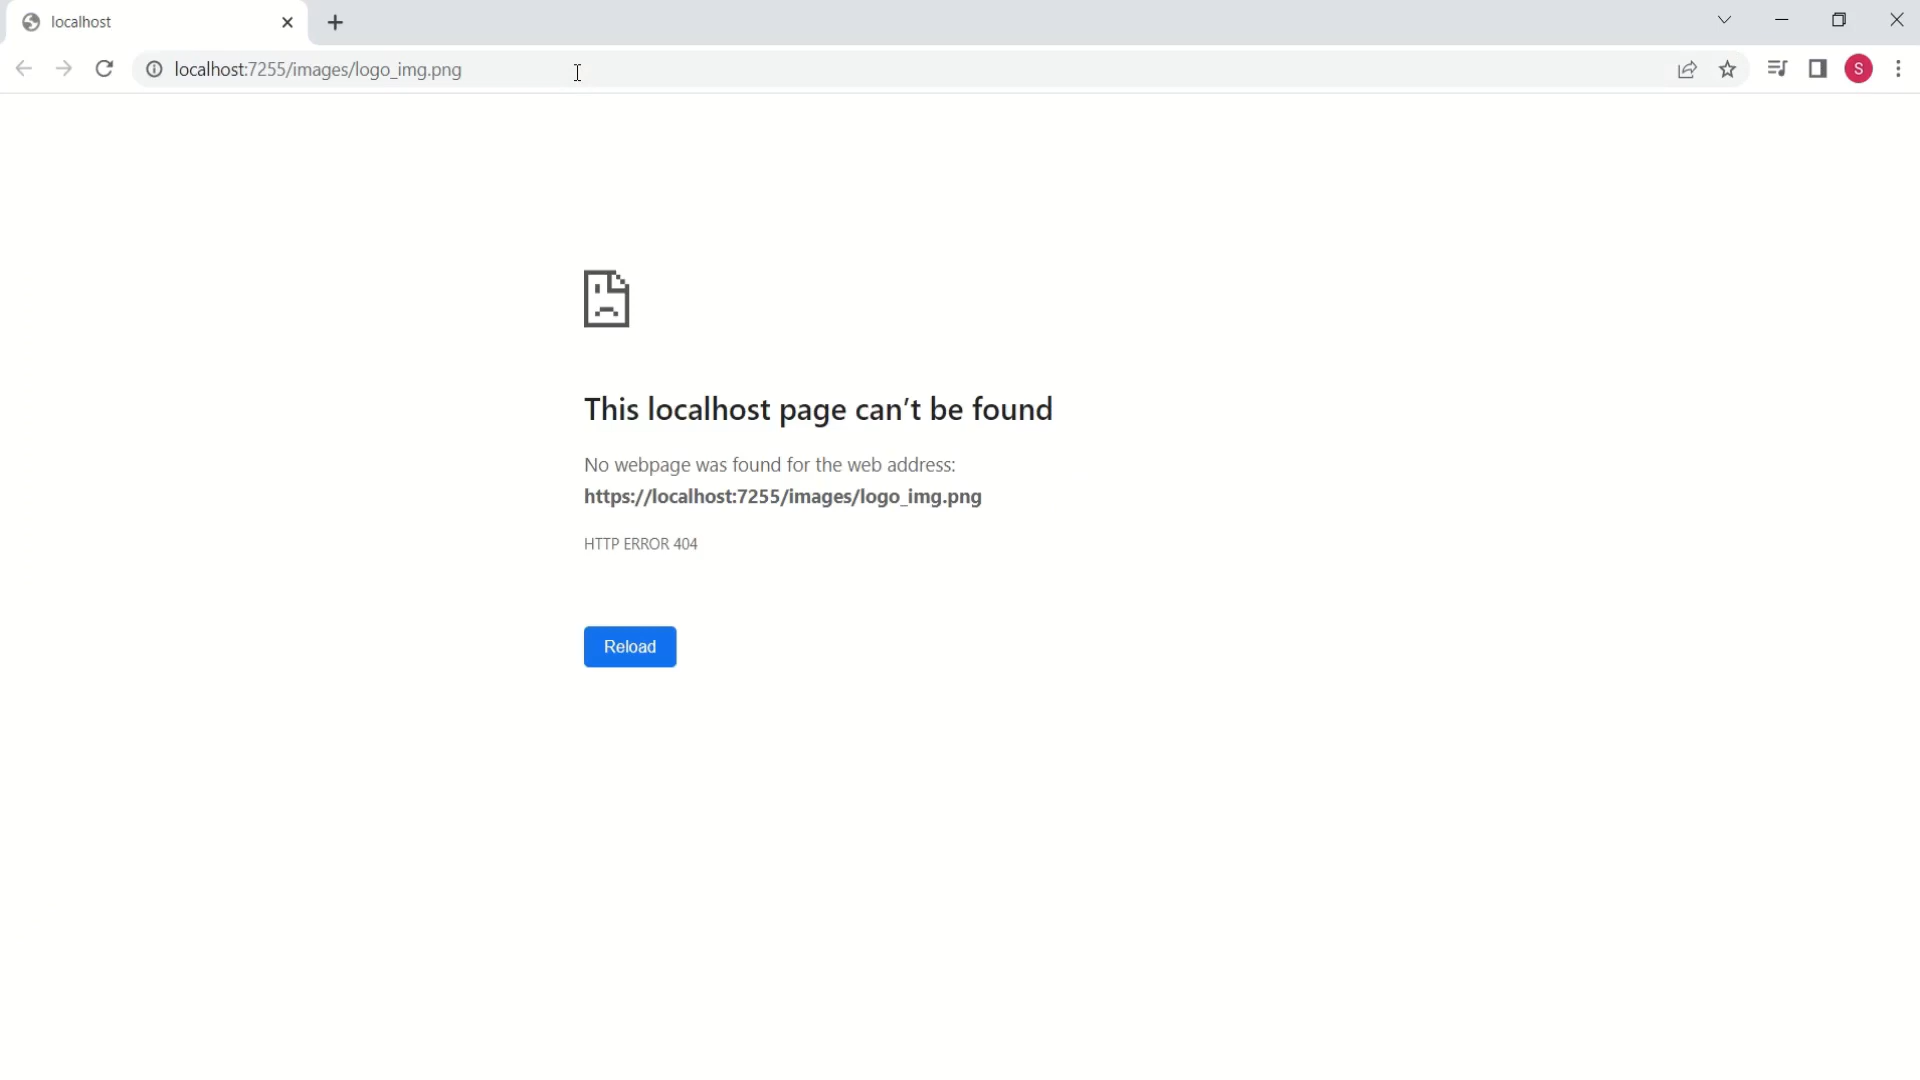 localhost
localhost:7255/images/logo_img.png
S
This localhost page can’t be found
No webpage was found for the web address:
https://localhost:7255/images/logo_img.png
HTTP ERROR 404
Reload